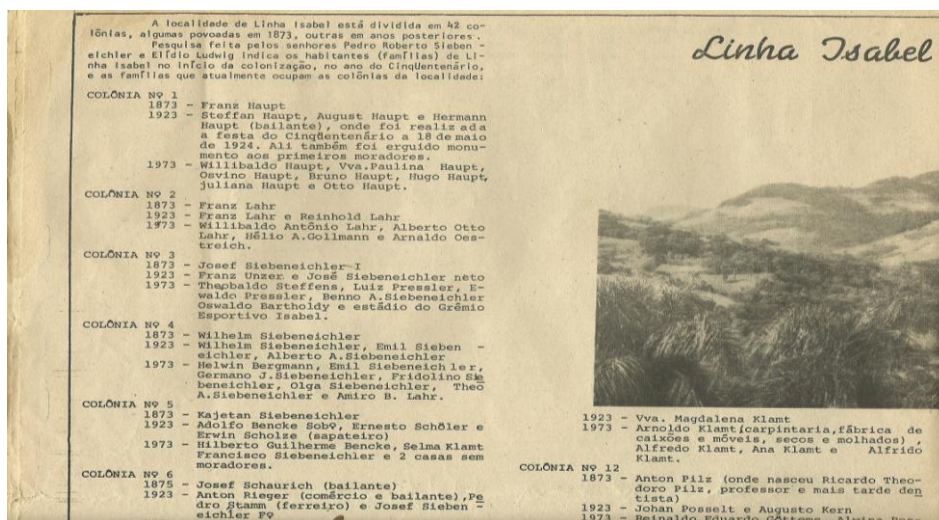 A localidade de Linha Isabel está dividida em 42 co-
lônias, algumas povoadas em 1873, outras em anos posteriores.
Pesquisa feita pelos senhores Pedro Roberto Sieben -
eichler e Elídio Ludwig indica os habitantes (famílias) de Li-
nha Isabel no início da colonização, no ano do Cinqüentenário,
e as famílias que atualmente ocupam as colônias da localidade:
COLÔNIA Nº 1
1873 - Franz Haupt
1923 - Steffan Haupt, August Haupt e Hermann
Haupt (bailante), onde foi realizada
a festa do Cinqüentenário a 18 de maio
de 1924. Ali também foi erguido monu-
mento aos primeiros moradores.
1973 - Willibaldo Haupt, Vva.Paulina Haupt,
Osvino Haupt, Bruno Haupt, Hugo Haupt,
juliana Haupt e Otto Haupt.
COLÔNIA Nº 2
1873 - Franz Lahr
1923 - Franz Lahr e Reinhold Lahr
1973 - Willibaldo Antônio Lahr, Alberto Otto
Lahr, Hélio A.Gollmann e Arnaldo Oes-
treich.
COLÔNIA Nº 3
1873 - Josef Siebeneichler I
1923 - Franz Unzer e José Siebeneichler neto
1973 - Theobaldo Steffens, Luiz Pressler, E-
waldo Pressler, Benno A.Siebeneichler
Oswaldo Bartholdy e estádio do Grêmio
Esportivo Isabel.
COLÔNIA Nº 4
1873 - Wilhelm Siebeneichler
1923 - Wilhelm Siebeneichler, Emil Sieben -
eichler, Alberto A.Siebeneichler
1973 - Helwin Bergmann, Emil Siebeneichler,
Germano J.Siebeneichler, Fridolino Sie
beneichler, Olga Siebeneichler, Theo
A.Siebeneichler e Amiro B. Lahr.
COLÔNIA Nº 5
1873 - Kajetan Siebeneichler
1923 - Adolfo Bencke Sobº, Ernesto Schöler e
Erwin Scholze (sapateiro)
1973 - Hilberto Guilherme Bencke, Selma Klamt
Francisco Siebeneichler e 2 casas sem
moradores.
COLÔNIA Nº 6
1875 - Josef Schaurich (bailante)
1923 - Anton Rieger (comércio e bailante),Pe
dro Stamm (ferreiro) e Josef Sieben -
eichler Fº
Linha Isabel
1923 - Vva. Magdalena Klamt
1973 - Arnoldo Klamt(carpintaria,fábrica de
caixões e móveis, secos e molhados) ,
Alfredo Klamt, Ana Klamt e Alfrido
Klamt.
COLÔNIA Nº 12
1873 - Anton Pilz (onde nasceu Ricardo Theo-
doro Pilz, professor e mais tarde den
tista)
1923 - Johan Posselt e Augusto Kern
1973 - Reinaldo Eduardo